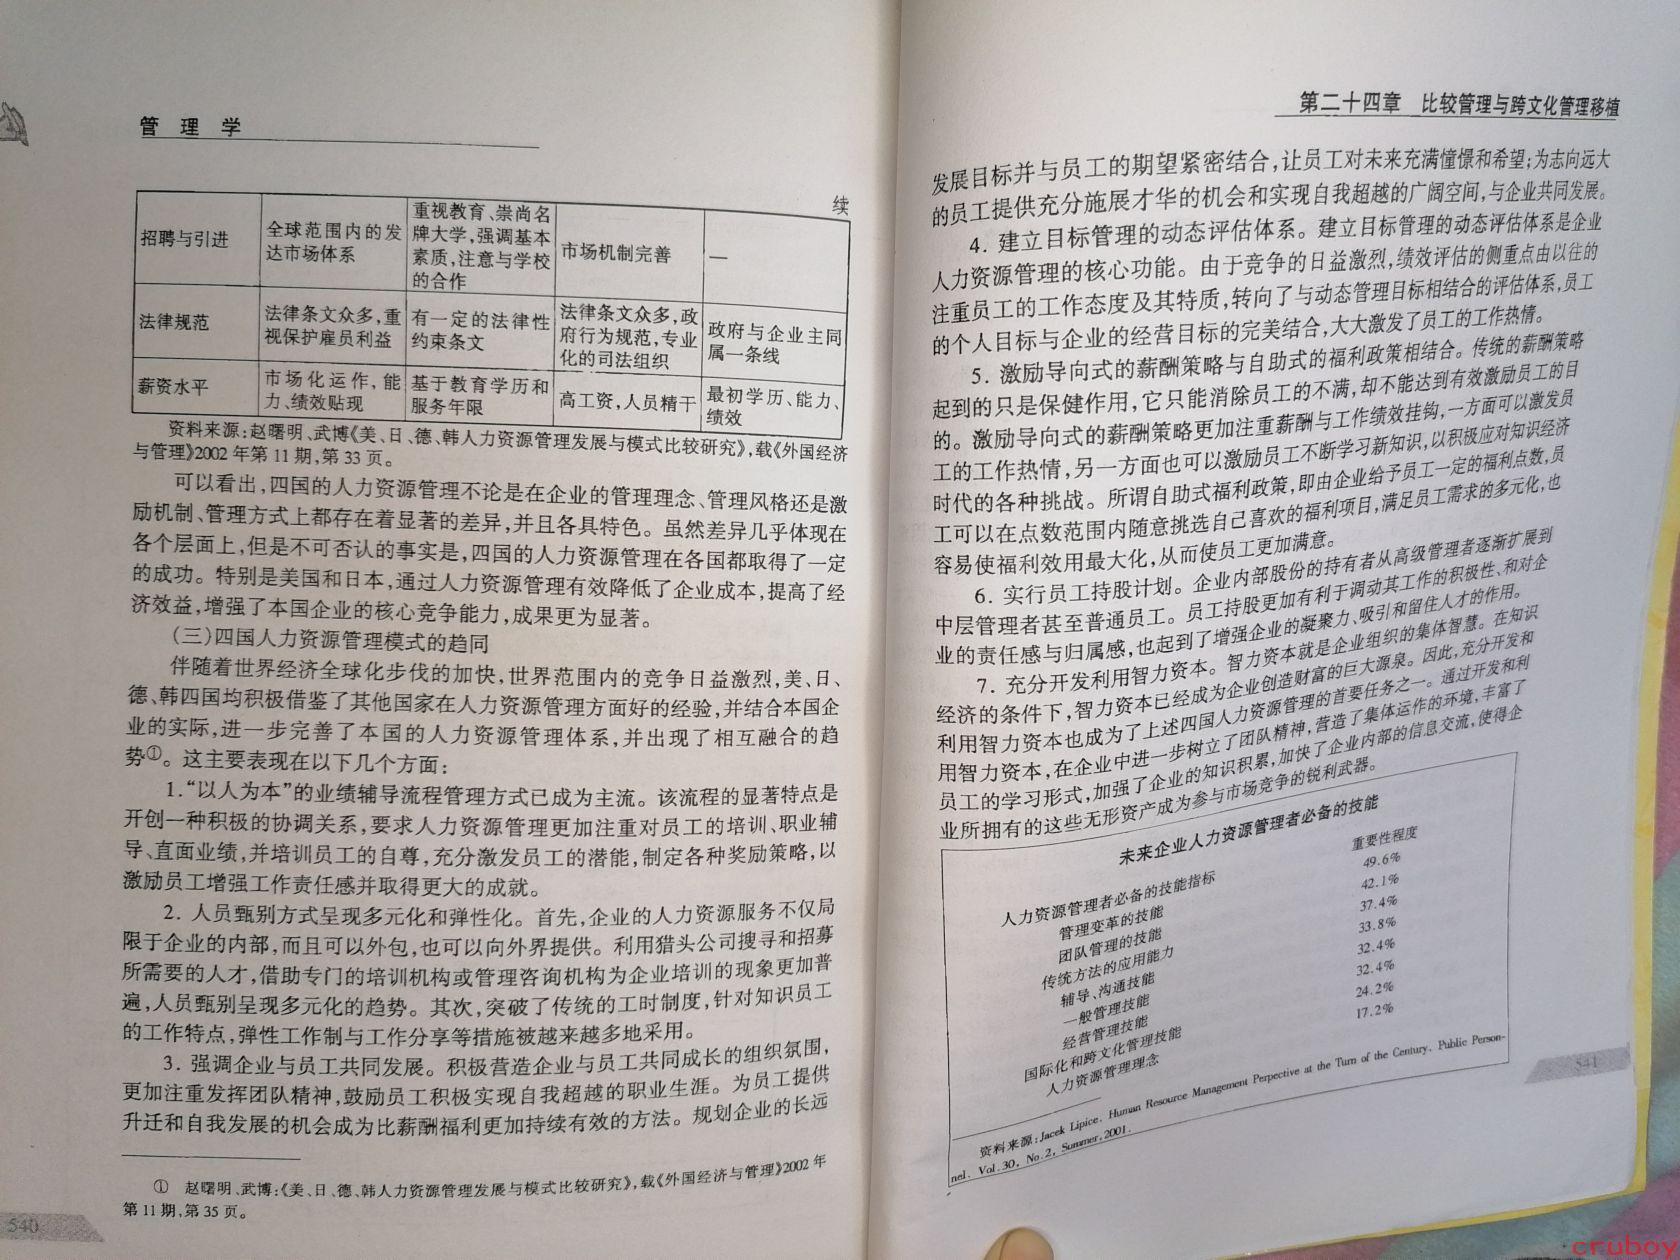 管 理 学
续
招聘与引进
全球范围内的发
达市场体系
重视教育、崇尚名
牌大学,强调基本
素质,注意与学校
的合作
市场机制完善
—
法律规范
法律条文众多,重
视保护雇员利益
有一定的法律性
约束条文
法律条文众多,政
府行为规范,专业
化的司法组织
政府与企业主同
属一条线
薪资水平
市场化运作,能
力、绩效贴现
基于教育学历和
服务年限
高工资,人员精干
最初学历、能力、
绩效
资料来源:赵曙明、武博《美、日、德、韩人力资源管理发展与模式比较研究》,载《外国经济
与管理》2002年第11期,第33页。
可以看出,四国的人力资源管理不论是在企业的管理理念、管理风格还是激
励机制、管理方式上都存在着显著的差异,并且各具特色。虽然差异几乎体现在
各个层面上,但是不可否认的事实是,四国的人力资源管理在各国都取得了一定
的成功。特别是美国和日本,通过人力资源管理有效降低了企业成本,提高了经
济效益,增强了本国企业的核心竞争能力,成果更为显著。
(三)四国人力资源管理模式的趋同
伴随着世界经济全球化步伐的加快,世界范围内的竞争日益激烈,美、日、
德、韩四国均积极借鉴了其他国家在人力资源管理方面好的经验,并结合本国企
业的实际,进一步完善了本国的人力资源管理体系,并出现了相互融合的趋
势①。这主要表现在以下几个方面:
1.“以人为本”的业绩辅导流程管理方式已成为主流。该流程的显著特点是
开创一种积极的协调关系,要求人力资源管理更加注重对员工的培训、职业辅
导、直面业绩,并培训员工的自尊,充分激发员工的潜能,制定各种奖励策略,以
激励员工增强工作责任感并取得更大的成就。
2. 人员甄别方式呈现多元化和弹性化。首先,企业的人力资源服务不仅局
限于企业的内部,而且可以外包,也可以向外界提供。利用猎头公司搜寻和招募
所需要的人才,借助专门的培训机构或管理咨询机构为企业培训的现象更加普
遍,人员甄别呈现多元化的趋势。其次,突破了传统的工时制度,针对知识员工
的工作特点,弹性工作制与工作分享等措施被越来越多地采用。
3. 强调企业与员工共同发展。积极营造企业与员工共同成长的组织氛围,
更加注重发挥团队精神,鼓励员工积极实现自我超越的职业生涯。为员工提供
升迁和自我发展的机会成为比薪酬福利更加持续有效的方法。规划企业的长远
① 赵曙明、武博:《美、日、德、韩人力资源管理发展与模式比较研究》,载《外国经济与管理》2002年
第11期,第35页。
540
第二十四章 比较管理与跨文化管理移植
发展目标并与员工的期望紧密结合,让员工对未来充满憧憬和希望;为志向远大
的员工提供充分施展才华的机会和实现自我超越的广阔空间,与企业共同发展。
4. 建立目标管理的动态评估体系。建立目标管理的动态评估体系是企业
人力资源管理的核心功能。由于竞争的日益激烈,绩效评估的侧重点由以往的
注重员工的工作态度及其特质,转向了与动态管理目标相结合的评估体系,员工
的个人目标与企业的经营目标的完美结合,大大激发了员工的工作热情。
5. 激励导向式的薪酬策略与自助式的福利政策相结合。传统的薪酬策略
起到的只是保健作用,它只能消除员工的不满,却不能达到有效激励员工的目
的。激励导向式的薪酬策略更加注重薪酬与工作绩效挂钩,一方面可以激发员
工的工作热情,另一方面也可以激励员工不断学习新知识,以积极应对知识经济
时代的各种挑战。所谓自助式福利政策,即由企业给予员工一定的福利点数,员
工可以在点数范围内随意挑选自己喜欢的福利项目,满足员工需求的多元化,也
容易使福利效用最大化,从而使员工更加满意。
6. 实行员工持股计划。企业内部股份的持有者从高级管理者逐渐扩展到
中层管理者甚至普通员工。员工持股更加有利于调动其工作的积极性、和对企
业的责任感与归属感,也起到了增强企业的凝聚力、吸引和留住人才的作用。
7. 充分开发利用智力资本。智力资本就是企业组织的集体智慧。在知识
经济的条件下,智力资本已经成为企业创造财富的巨大源泉。因此,充分开发和
利用智力资本也成为了上述四国人力资源管理的首要任务之一。通过开发和利
用智力资本,在企业中进一步树立了团队精神,营造了集体运作的环境,丰富了
员工的学习形式,加强了企业的知识积累,加快了企业内部的信息交流,使得企
业所拥有的这些无形资产成为参与市场竞争的锐利武器。
未来企业人力资源管理者必备的技能
人力资源管理者必备的技能指标 重要性程度
管理变革的技能 49.6%
团队管理的技能 42.1%
传统方法的应用能力 37.4%
辅导、沟通技能 33.8%
一般管理技能 32.4%
经营管理技能 32.4%
国际化和跨文化管理技能 24.2%
人力资源管理理念 17.2%
资料来源:Jacek Lipice. Human Resource Management Perpective at the Turn of the Century. Public Person-
nel. Vol.30, No.2, Summer,2001.
541
cruboy